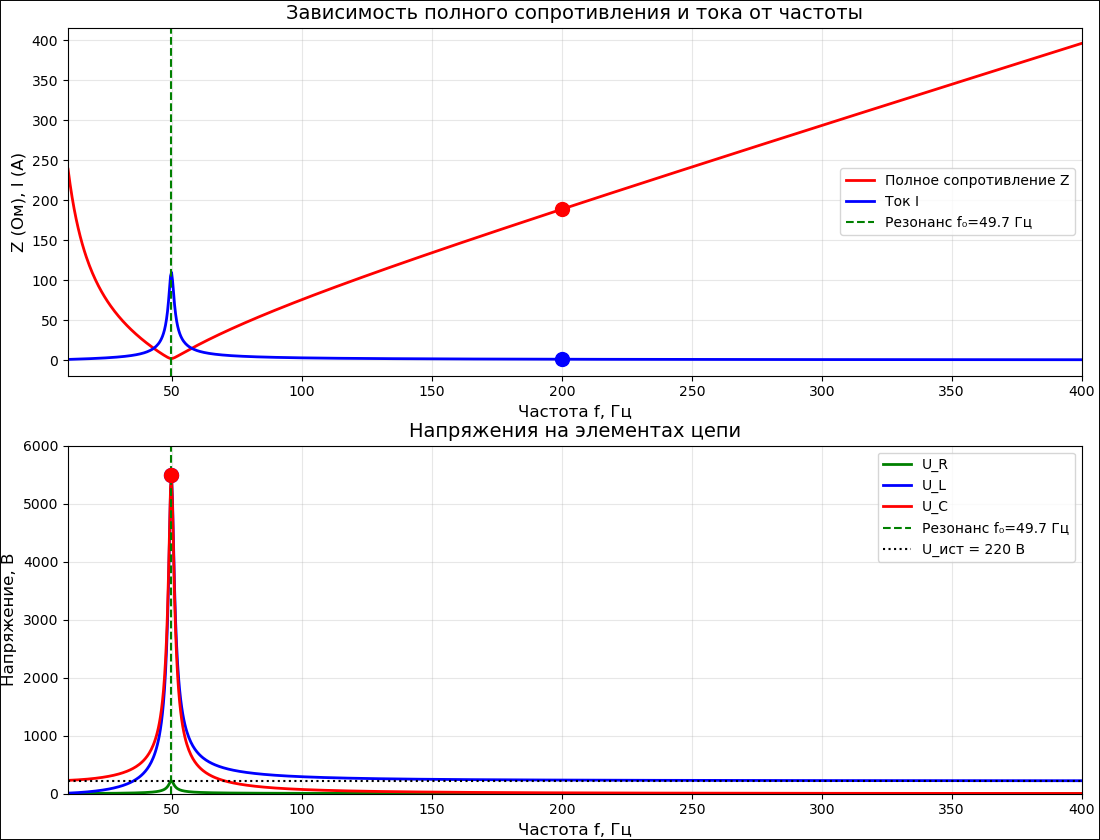 Зависимость полного сопротивления и тока от частоты
400
350
300
250
200
150
100
50
0
Z (Ом), I (А)
Полное сопротивление Z
Ток I
Резонанс f₀=49.7 Гц
50 100 150 200 250 300 350 400
Частота f, Гц
Напряжения на элементах цепи
6000
5000
4000
3000
2000
1000
0
Напряжение, В
U_R
U_L
U_C
Резонанс f₀=49.7 Гц
U_ист = 220 В
50 100 150 200 250 300 350 400
Частота f, Гц